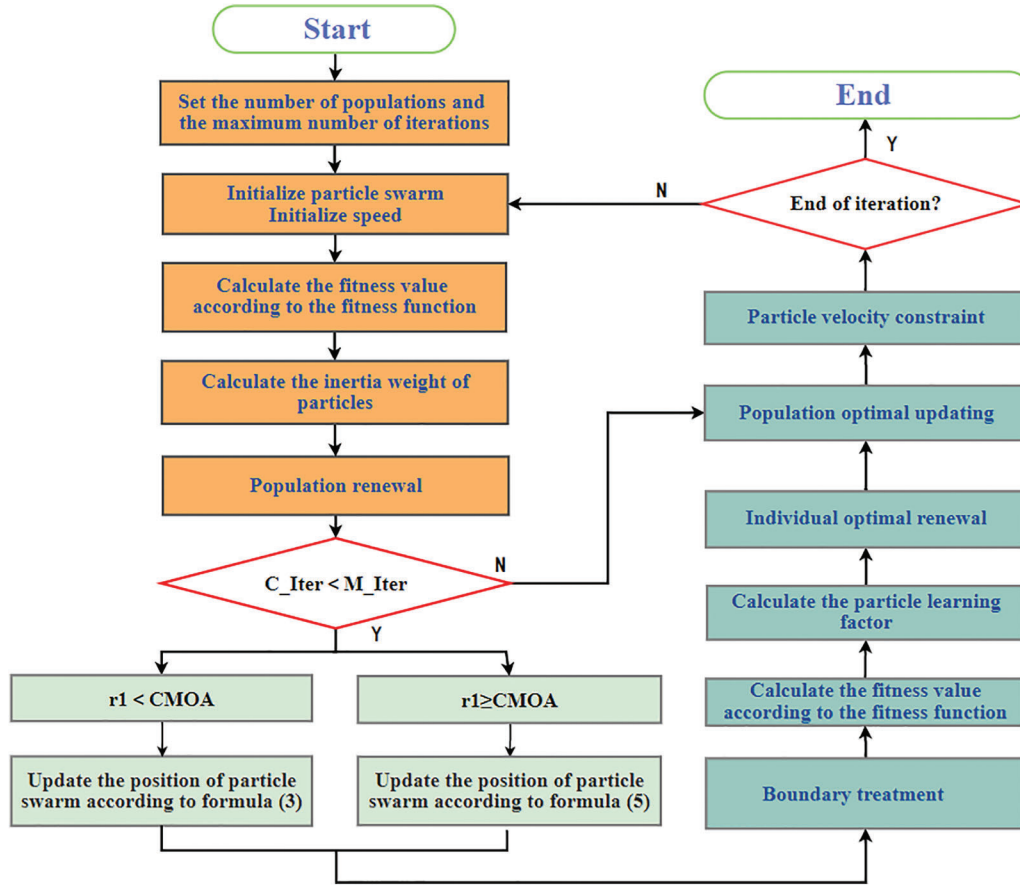 Start
Set the number of populations and
the maximum number of iterations
Initialize particle swarm
Initialize speed
Calculate the fitness value
according to the fitness function
Calculate the inertia weight of
particles
Population renewal
C_Iter < M_Iter
N
Y
r1 < CMOA
r1≥CMOA
Update the position of particle
swarm according to formula (3)
Update the position of particle
swarm according to formula (5)
End
Y
End of iteration?
N
Particle velocity constraint
Population optimal updating
Individual optimal renewal
Calculate the particle learning
factor
Calculate the fitness value
according to the fitness function
Boundary treatment